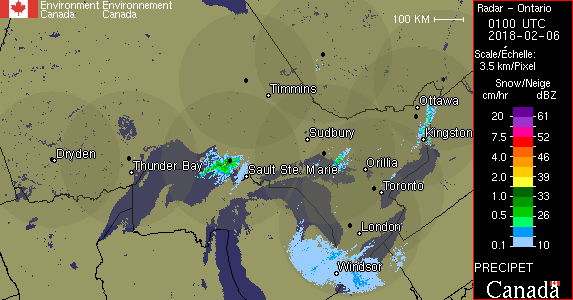 Environment Environnement
Canada Canada
100 KM
Timmins
Ottawa
Sudbury
Kingston
Dryden
Thunder Bay
Sault Ste. Marie
Orillia
Toronto
London
Windsor
Radar - Ontario
0100 UTC
2018-02-06
Scale/Échelle:
3.5 km/Pixel
Snow/Neige
cm/hr dBZ
20 61
7.5 52
4.0 46
2.0 39
1.0 35
0.5 26
0.1 10
PRECIPET
Canada